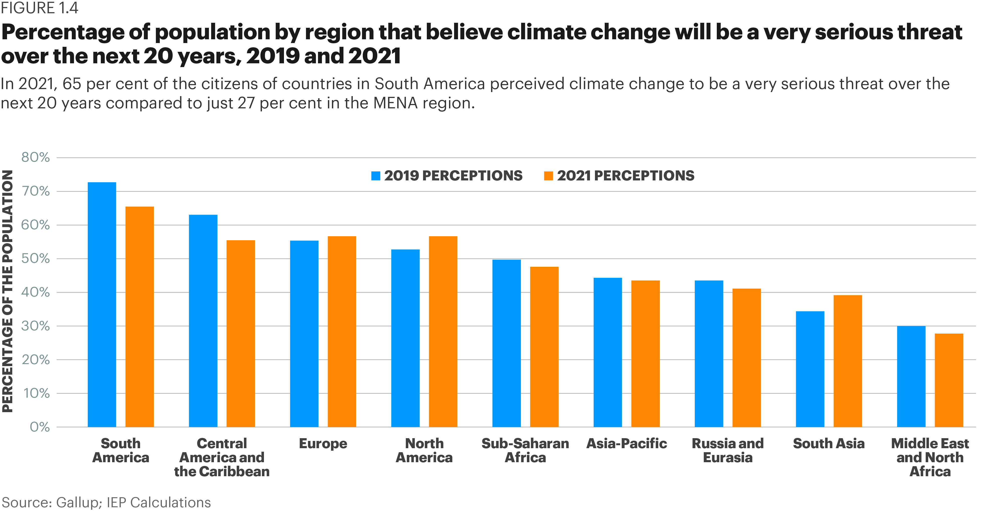 FIGURE 1.4
Percentage of population by region that believe climate change will be a very serious threat
over the next 20 years, 2019 and 2021
In 2021, 65 per cent of the citizens of countries in South America perceived climate change to be a very serious threat over the
next 20 years compared to just 27 per cent in the MENA region.
PERCENTAGE OF THE POPULATION
80%
70%
60%
50%
40%
30%
20%
10%
0%
2019 PERCEPTIONS
2021 PERCEPTIONS
South
America
Central
America and
the Caribbean
Europe
North
America
Sub-Saharan
Africa
Asia-Pacific
Russia and
Eurasia
South Asia
Middle East
and North
Africa
Source: Gallup; IEP Calculations